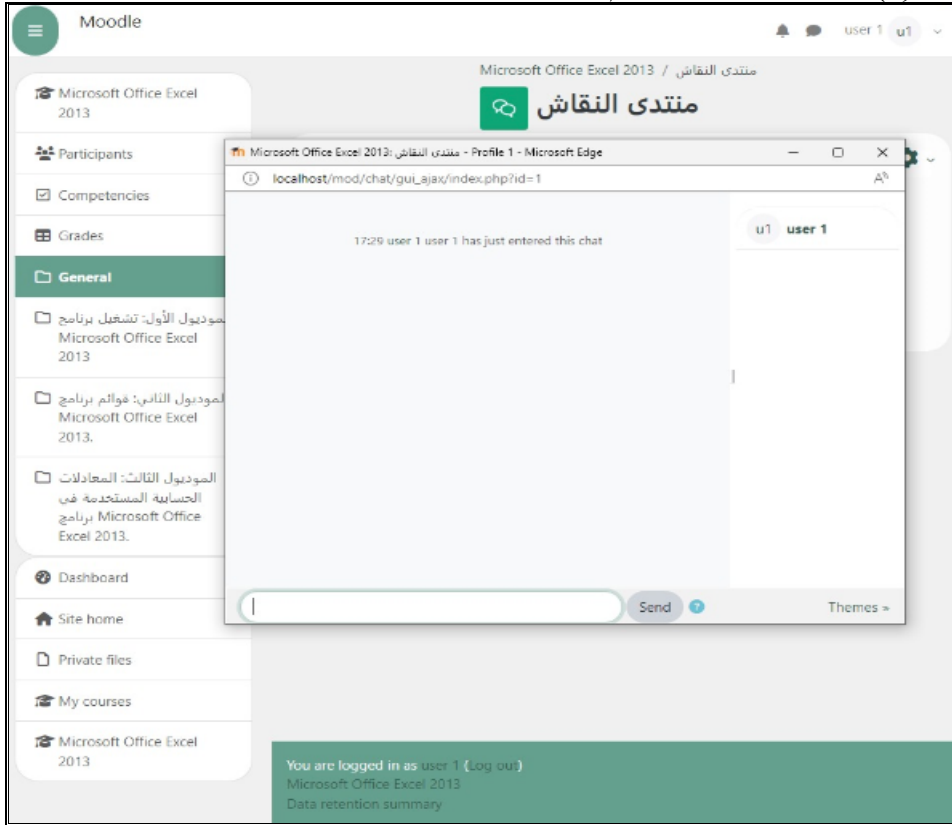 Moodle
user 1 u1
Microsoft Office Excel 2013 / منتدى النقاش
منتدى النقاش
Microsoft Office Excel
2013
Participants
Competencies
Grades
General
موديول الأول: تشغيل برنامج
Microsoft Office Excel
2013
لموديول الثاني: قوائم برنامج
Microsoft Office Excel
2013.
الموديول الثالث: المعادلات
الحسابية المستخدمة في
برنامج Microsoft Office
Excel 2013.
Dashboard
Site home
Private files
My courses
Microsoft Office Excel
2013
Microsoft Office Excel 2013: منتدى النقاش - Profile 1 - Microsoft Edge
localhost/mod/chat/gui_ajax/index.php?id=1
17:29 user 1 user 1 has just entered this chat
u1 user 1
Send
Themes »
You are logged in as user 1 (Log out)
Microsoft Office Excel 2013
Data retention summary